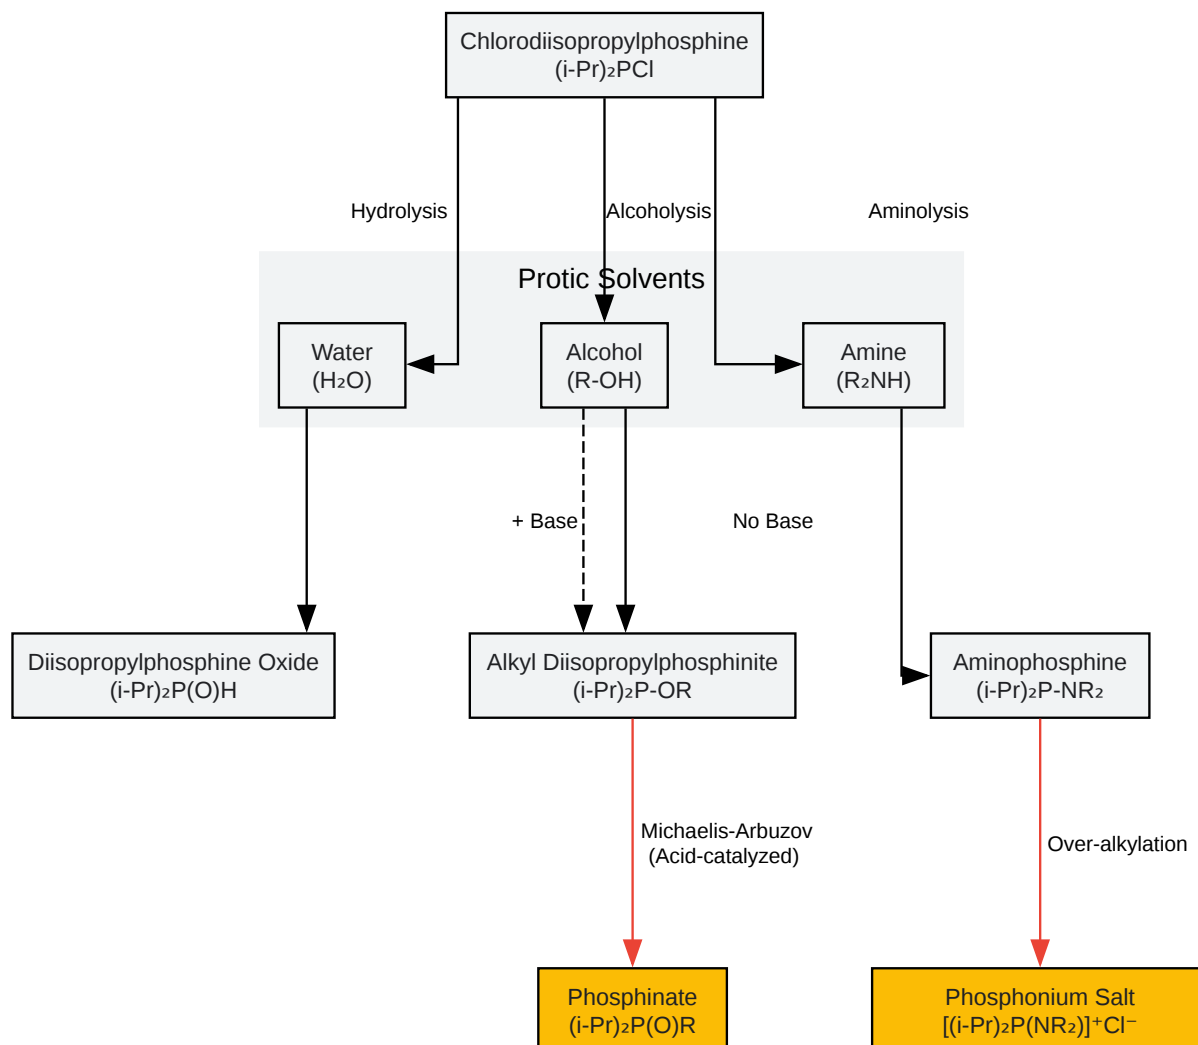 Chlorodiisopropylphosphine
(i-Pr)₂PCl
Hydrolysis
Alcoholysis
Aminolysis
Protic Solvents
Water
(H₂O)
Alcohol
(R-OH)
Amine
(R₂NH)
+ Base
No Base
Diisopropylphosphine Oxide
(i-Pr)₂P(O)H
Alkyl Diisopropylphosphinite
(i-Pr)₂P-OR
Aminophosphine
(i-Pr)₂P-NR₂
Michaelis-Arbuzov
(Acid-catalyzed)
Over-alkylation
Phosphinate
(i-Pr)₂P(O)R
Phosphonium Salt
[(i-Pr)₂P(NR₂)]⁺Cl⁻